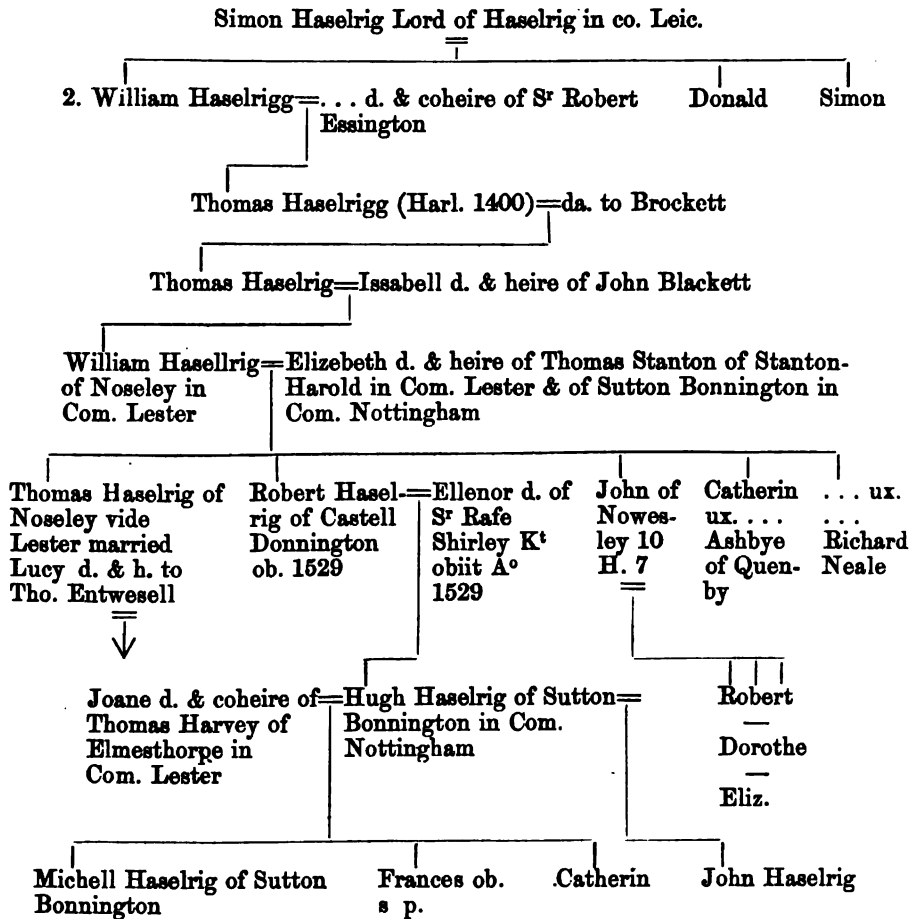 Simon Haselrig Lord of Haselrig in co. Leic.
2. William Haselrigg=. . . d. & coheire of Sʳ Robert
Essington
Donald
Simon
Thomas Haselrigg (Harl. 1400)=da. to Brockett
Thomas Haselrig=Issabell d. & heire of John Blackett
William Hasellrig=
of Noseley in
Com. Lester
Elizebeth d. & heire of Thomas Stanton of Stanton-
Harold in Com. Lester & of Sutton Bonnington in
Com. Nottingham
Thomas Haselrig of
Noseley vide
Lester married
Lucy d. & h. to
Tho. Entwesell
Robert Hasel-
rig of Castell
Donnington
ob. 1529
=Ellenor d. of
Sʳ Rafe
Shirley Kᵗ
obiit Aᵒ
1529
John of
Nowes-
ley 10
H. 7
Catherin
ux. . . .
Ashbye
of Quen-
by
. . . ux.
. . .
Richard
Neale
Joane d. & coheire of=
Thomas Harvey of
Elmesthorpe in
Com. Lester
Hugh Haselrig of Sutton=
Bonnington in Com.
Nottingham
Robert
—
Dorothe
—
Eliz.
Michell Haselrig of Sutton
Bonnington
Frances ob.
s p.
.Catherin
John Haselrig